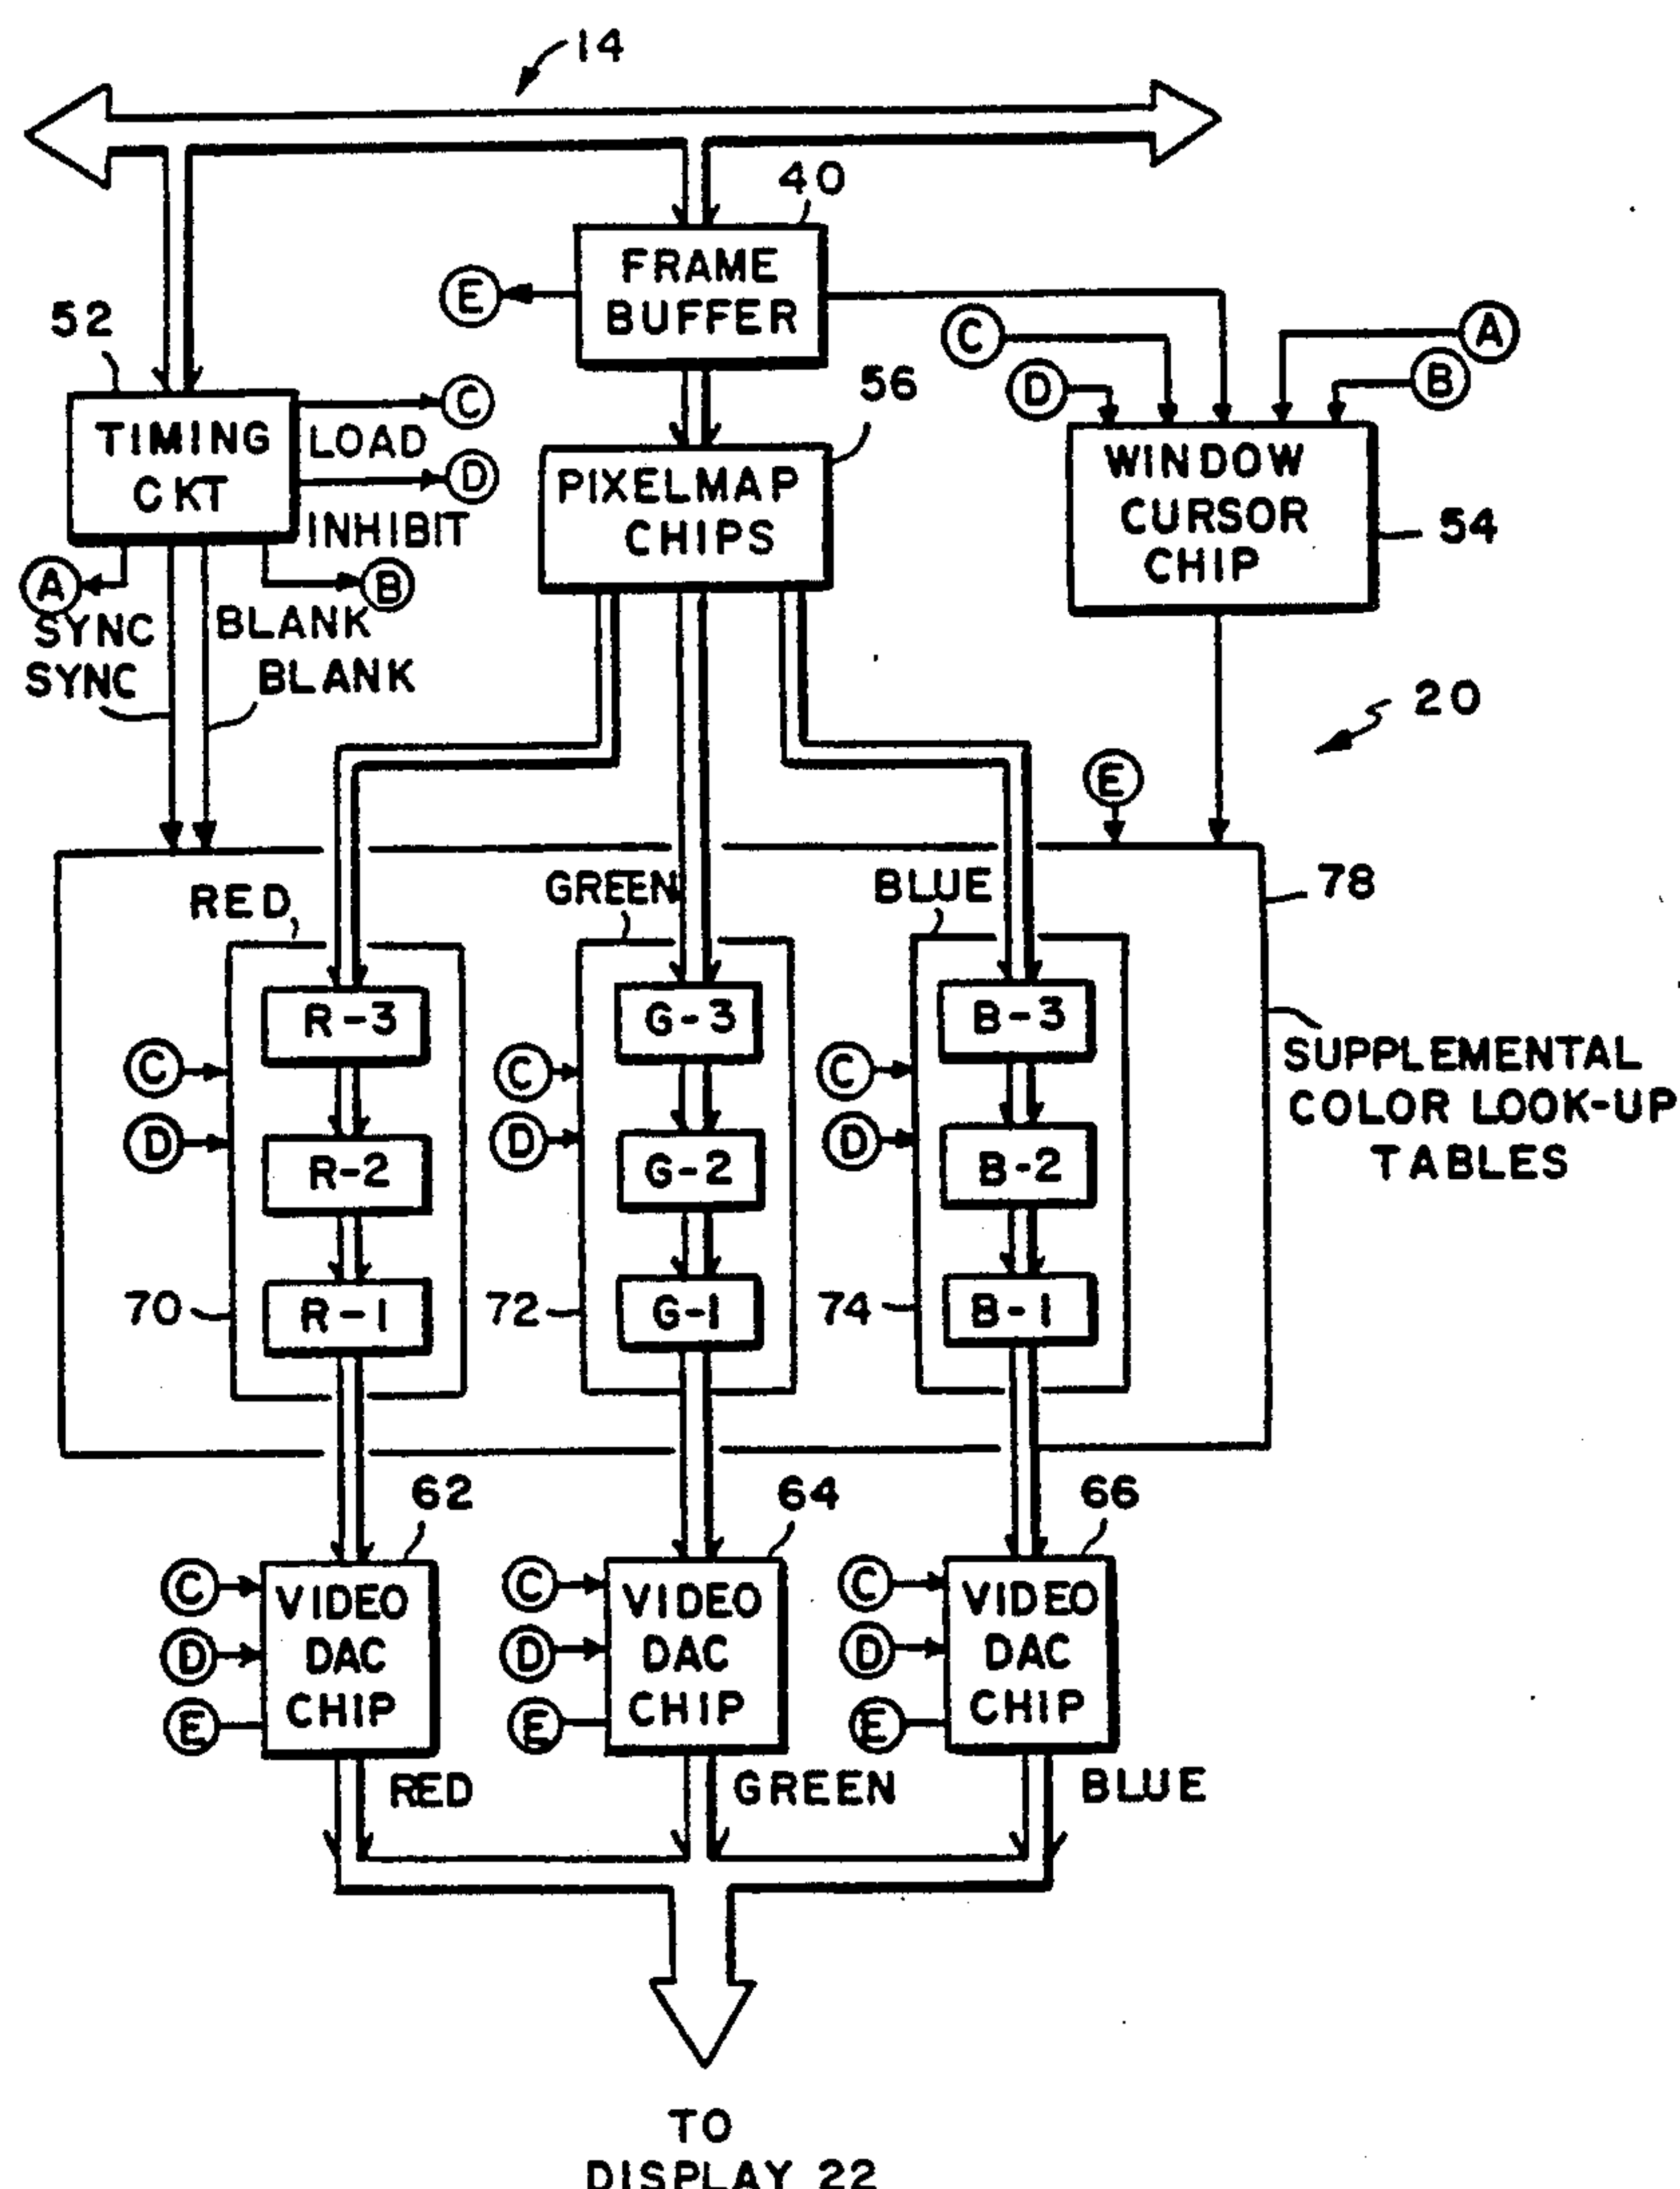 14
40
FRAME
BUFFER
E
52
C
A
D
B
56
TIMING
CKT
C
LOAD
D
INHIBIT
PIXELMAP
CHIPS
WINDOW
CURSOR
CHIP
54
A
B
SYNC
BLANK
SYNC
BLANK
20
E
RED
GREEN
BLUE
78
R-3
G-3
B-3
C
C
C
SUPPLEMENTAL
COLOR LOOK-UP
TABLES
D
D
D
R-2
G-2
B-2
70
72
74
R-1
G-1
B-1
62
64
66
C
D
E
VIDEO
DAC
CHIP
C
D
E
VIDEO
DAC
CHIP
C
D
E
VIDEO
DAC
CHIP
RED
GREEN
BLUE
TO
DISPLAY 22